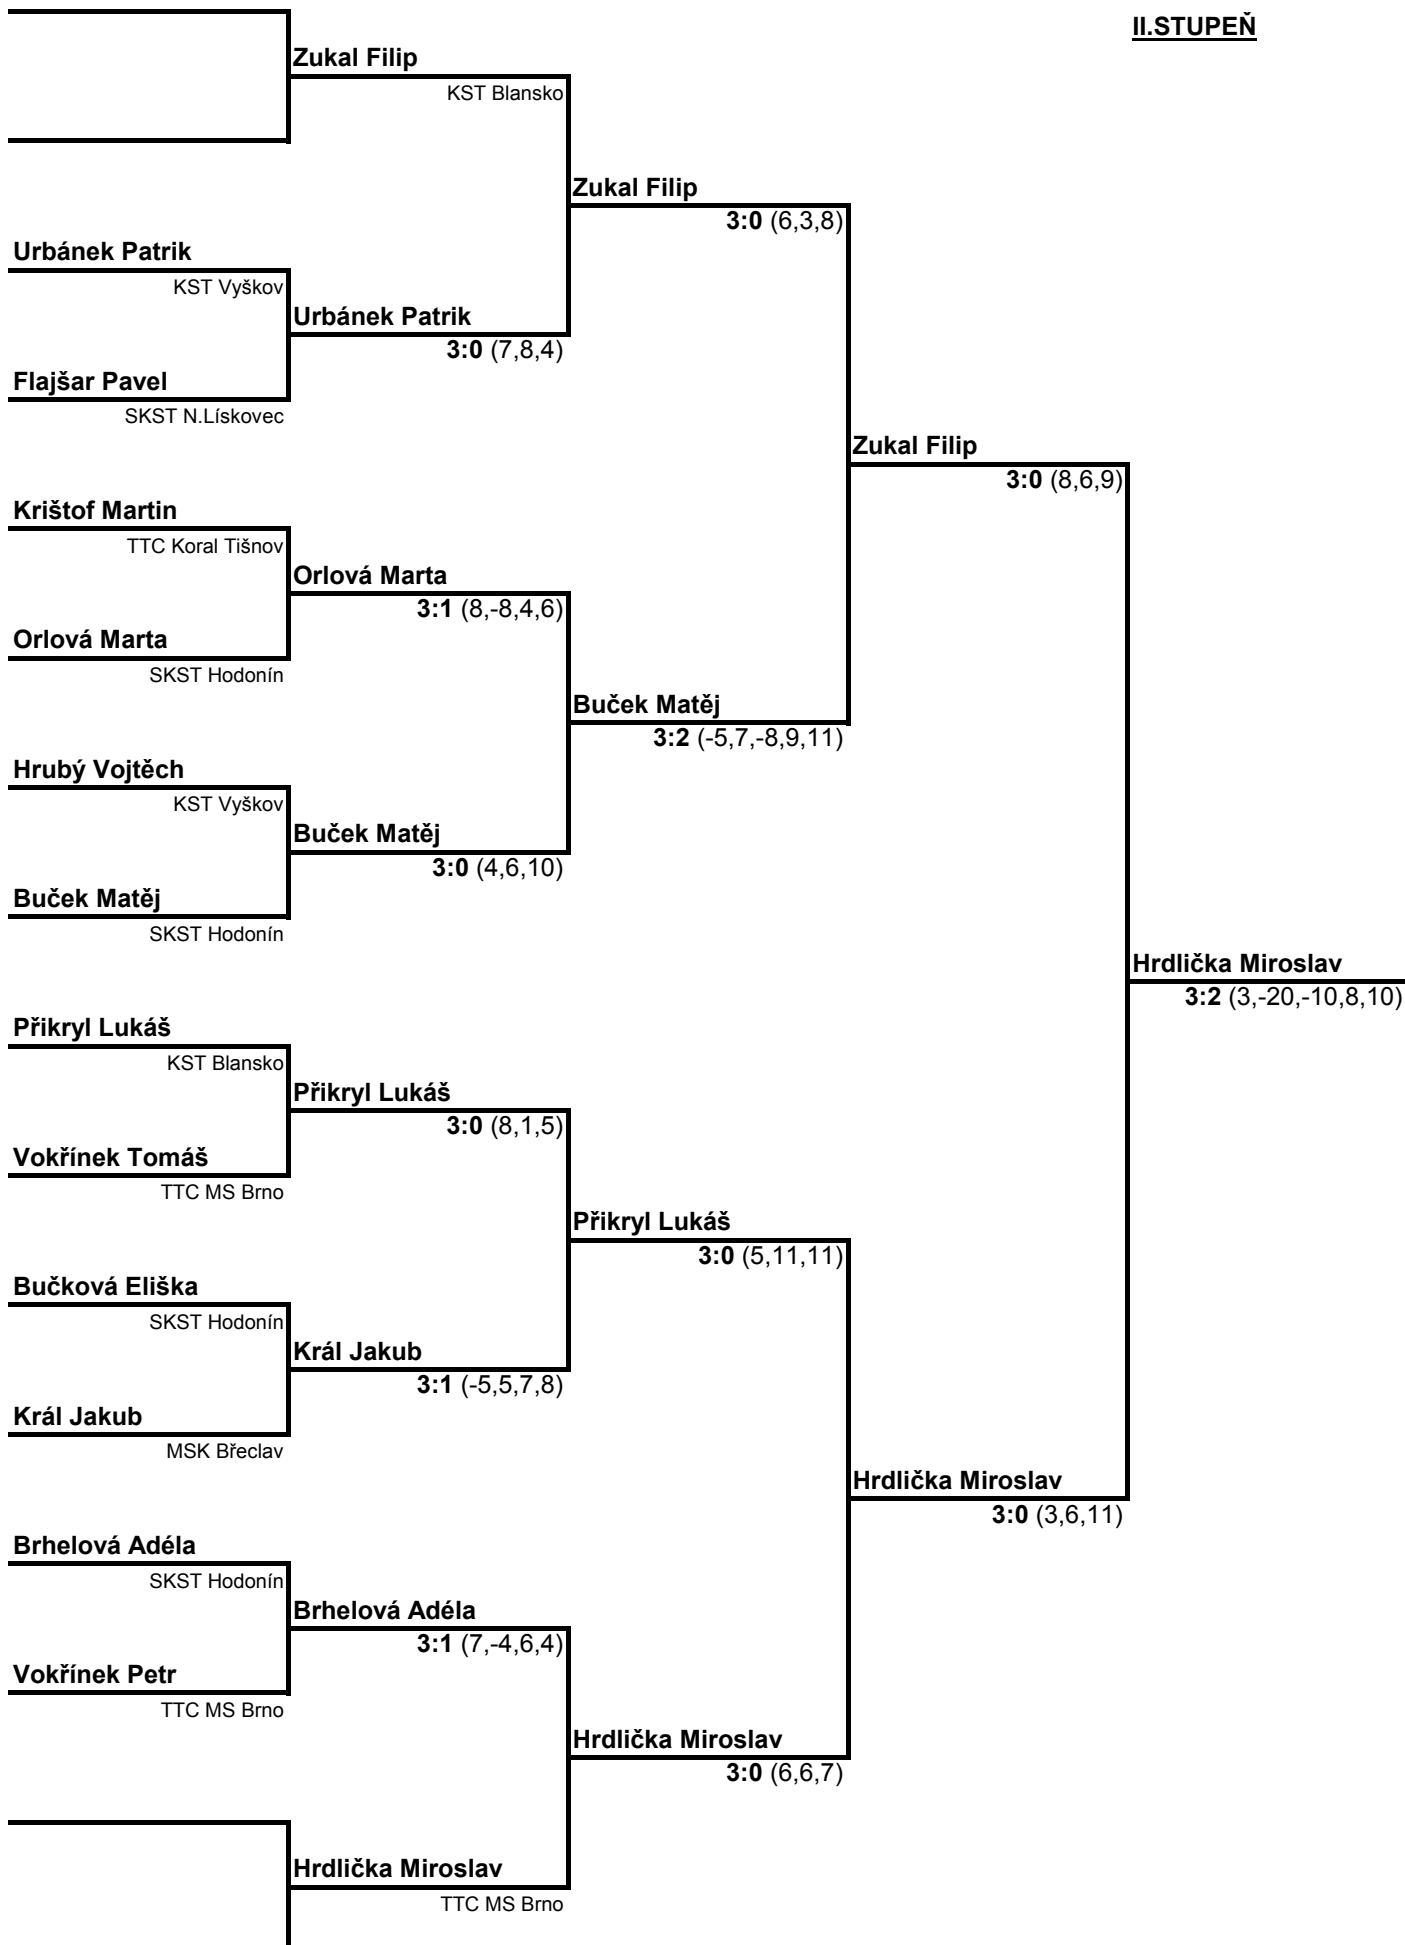 II.STUPEŇ
Zukal Filip
KST Blansko
Zukal Filip
3:0 (6,3,8)
Urbánek Patrik
KST Vyškov
Urbánek Patrik
3:0 (7,8,4)
Flajšar Pavel
SKST N.Lískovec
Zukal Filip
3:0 (8,6,9)
Krištof Martin
TTC Koral Tišnov
Orlová Marta
3:1 (8,-8,4,6)
Orlová Marta
SKST Hodonín
Buček Matěj
3:2 (-5,7,-8,9,11)
Hrubý Vojtěch
KST Vyškov
Buček Matěj
3:0 (4,6,10)
Buček Matěj
SKST Hodonín
Hrdlička Miroslav
3:2 (3,-20,-10,8,10)
Přikryl Lukáš
KST Blansko
Přikryl Lukáš
3:0 (8,1,5)
Vokřínek Tomáš
TTC MS Brno
Přikryl Lukáš
3:0 (5,11,11)
Bučková Eliška
SKST Hodonín
Král Jakub
3:1 (-5,5,7,8)
Král Jakub
MSK Břeclav
Hrdlička Miroslav
3:0 (3,6,11)
Brhelová Adéla
SKST Hodonín
Brhelová Adéla
3:1 (7,-4,6,4)
Vokřínek Petr
TTC MS Brno
Hrdlička Miroslav
3:0 (6,6,7)
Hrdlička Miroslav
TTC MS Brno